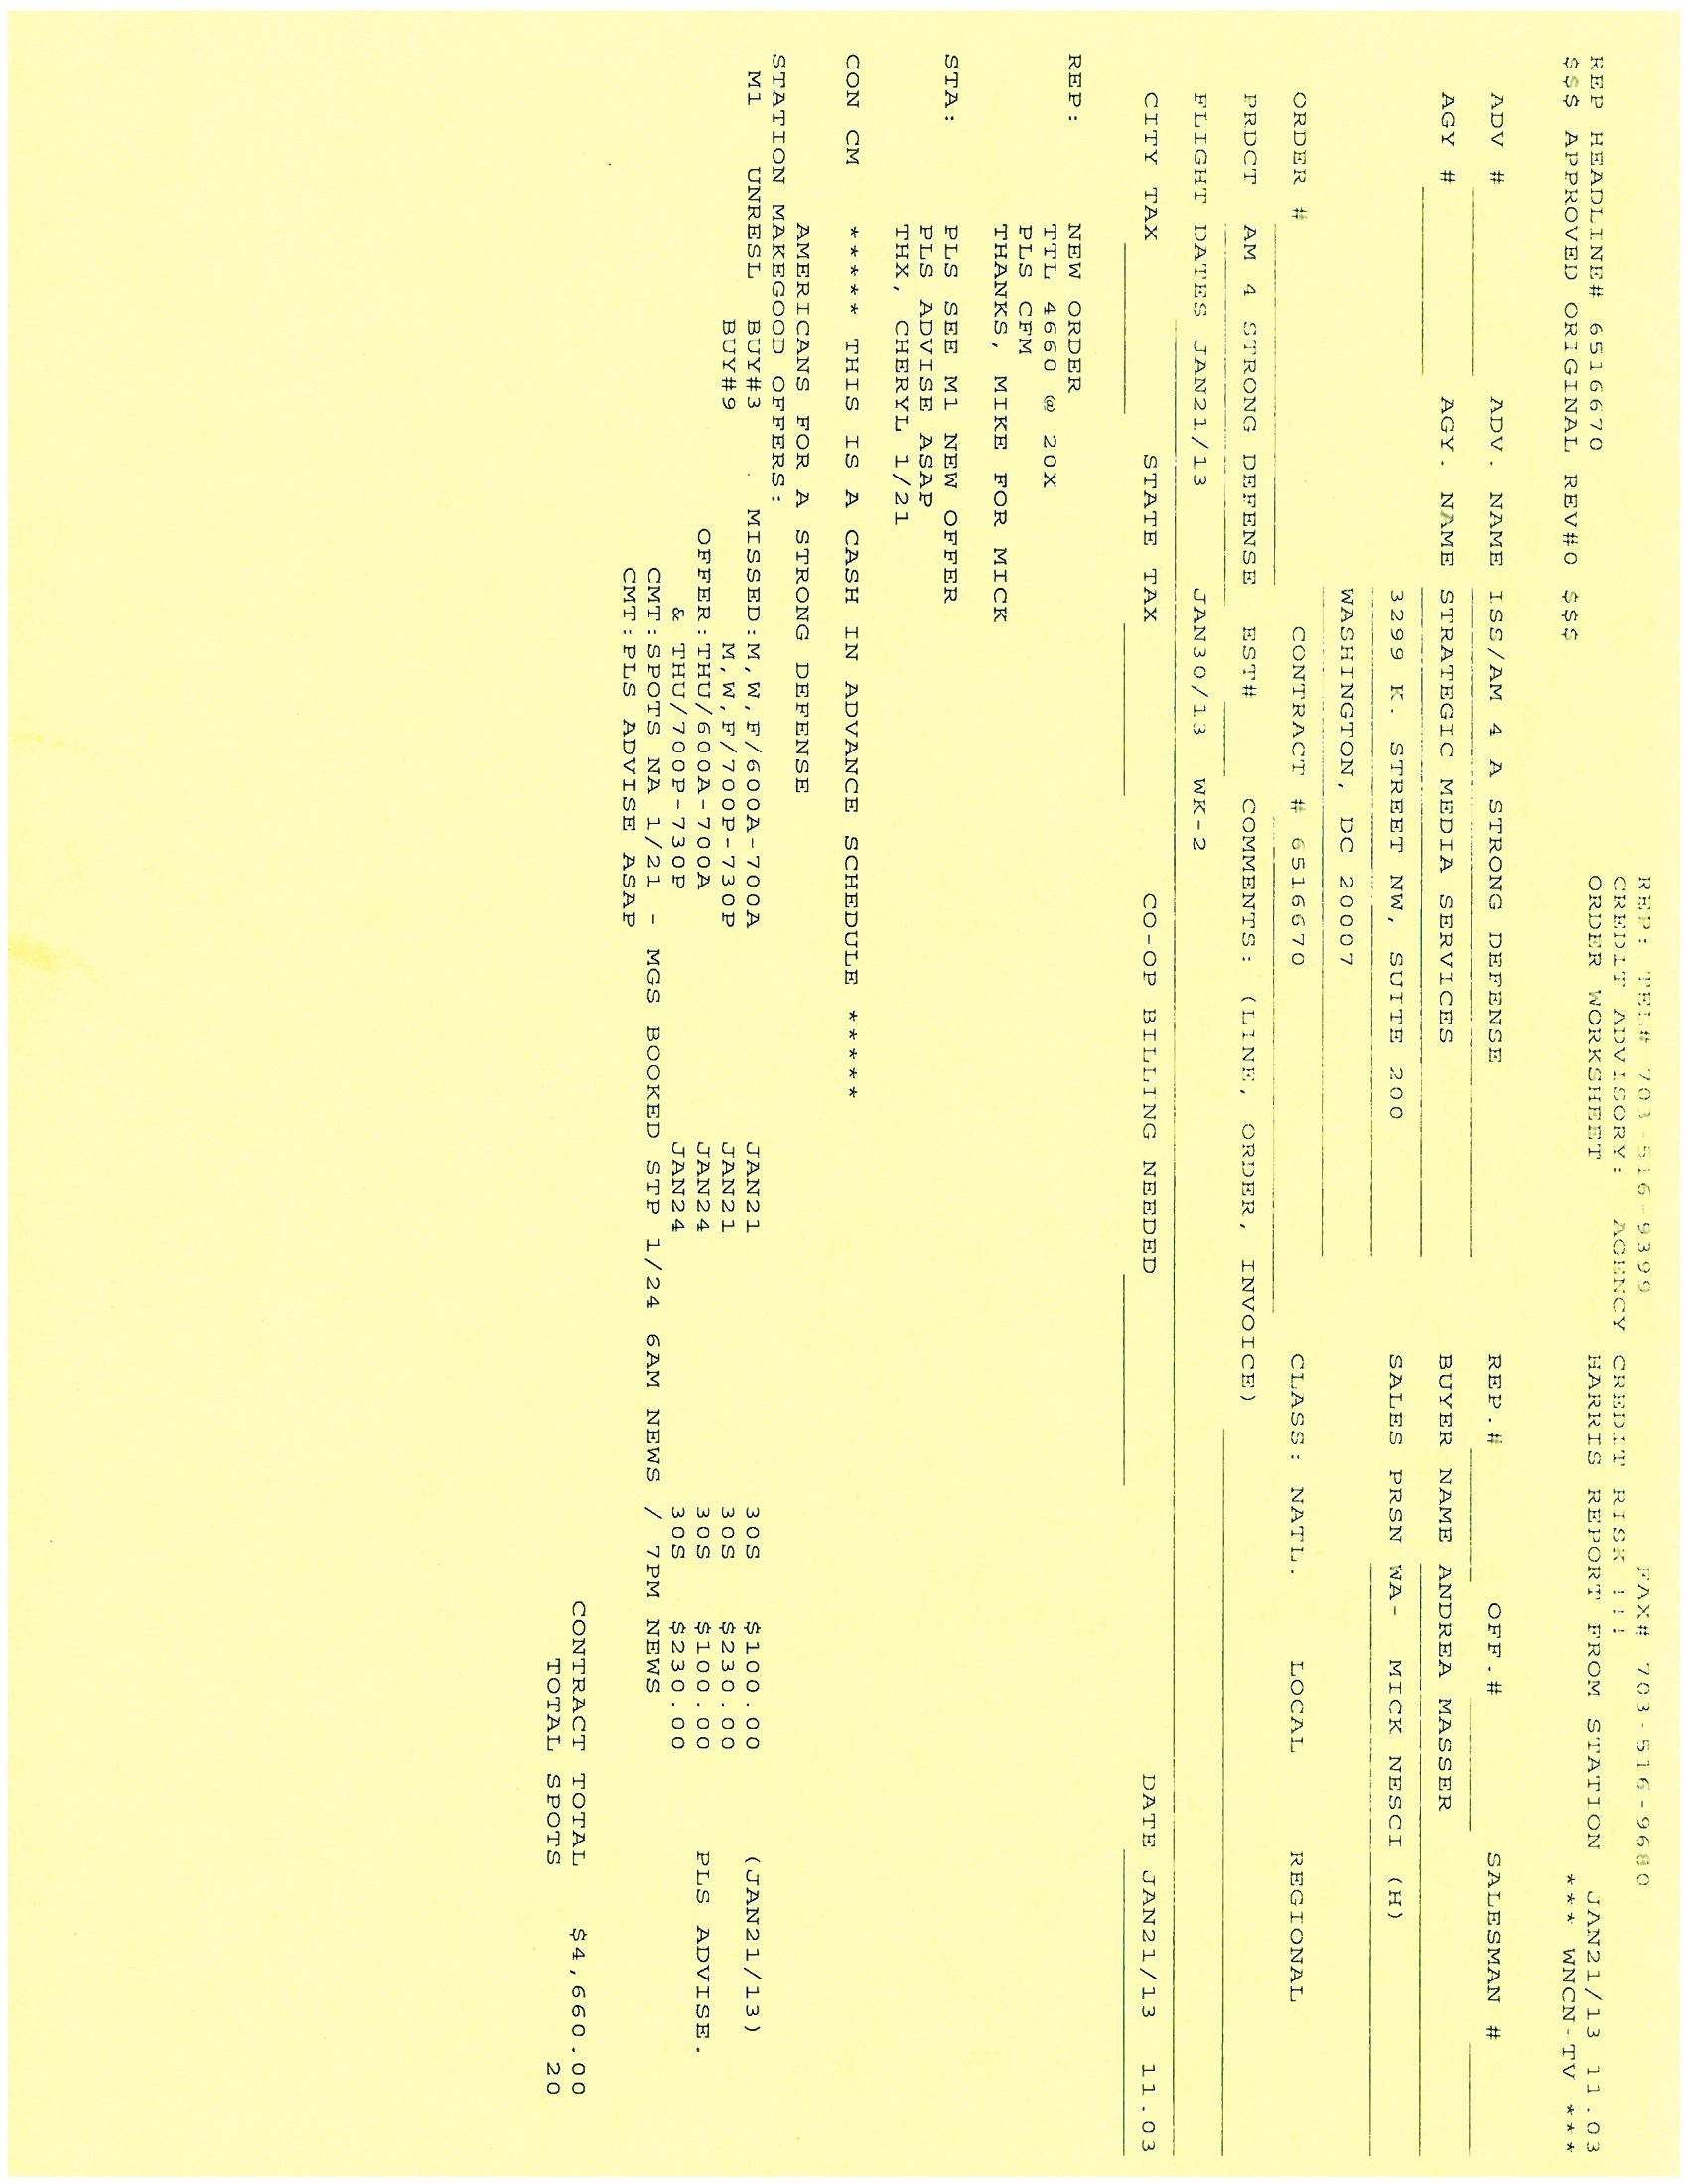 REP: TEL# 703-516-9399 FAX# 703-516-9680
CREDIT ADVISORY: AGENCY CREDIT RISK !!!
ORDER WORKSHEET HARRIS REPORT FROM STATION JAN21/13 11.03
REP HEADLINE# 6516670 *** WNCN-TV ***
$$$ APPROVED ORIGINAL REV#0 $$$
ADV # ADV. NAME ISS/AM 4 A STRONG DEFENSE REP.# OFF.# SALESMAN #
AGY # AGY. NAME STRATEGIC MEDIA SERVICES BUYER NAME ANDREA MASSER
3299 K. STREET NW, SUITE 200 SALES PRSN WA- MICK NESCI (H)
WASHINGTON, DC 20007
ORDER # CONTRACT # 6516670 CLASS: NATL. LOCAL REGIONAL
PRDCT AM 4 STRONG DEFENSE EST# COMMENTS: (LINE, ORDER, INVOICE)
FLIGHT DATES JAN21/13 JAN30/13 WK-2
CITY TAX STATE TAX CO-OP BILLING NEEDED DATE JAN21/13 11.03
REP: NEW ORDER
TTL 4660 @ 20X
PLS CFM
THANKS, MIKE FOR MICK
STA: PLS SEE M1 NEW OFFER
PLS ADVISE ASAP
THX, CHERYL 1/21
CON CM ***** THIS IS A CASH IN ADVANCE SCHEDULE *****
AMERICANS FOR A STRONG DEFENSE
STATION MAKEGOOD OFFERS:
M1 UNRESL BUY#3 MISSED:M,W,F/600A-700A JAN21 30S $100.00 (JAN21/13)
BUY#9 M,W,F/700P-730P JAN21 30S $230.00
OFFER:THU/600A-700A JAN24 30S $100.00 PLS ADVISE.
& THU/700P-730P JAN24 30S $230.00
CMT:SPOTS NA 1/21 - MGS BOOKED STP 1/24 6AM NEWS / 7PM NEWS
CMT:PLS ADVISE ASAP
CONTRACT TOTAL $4,660.00
TOTAL SPOTS 20